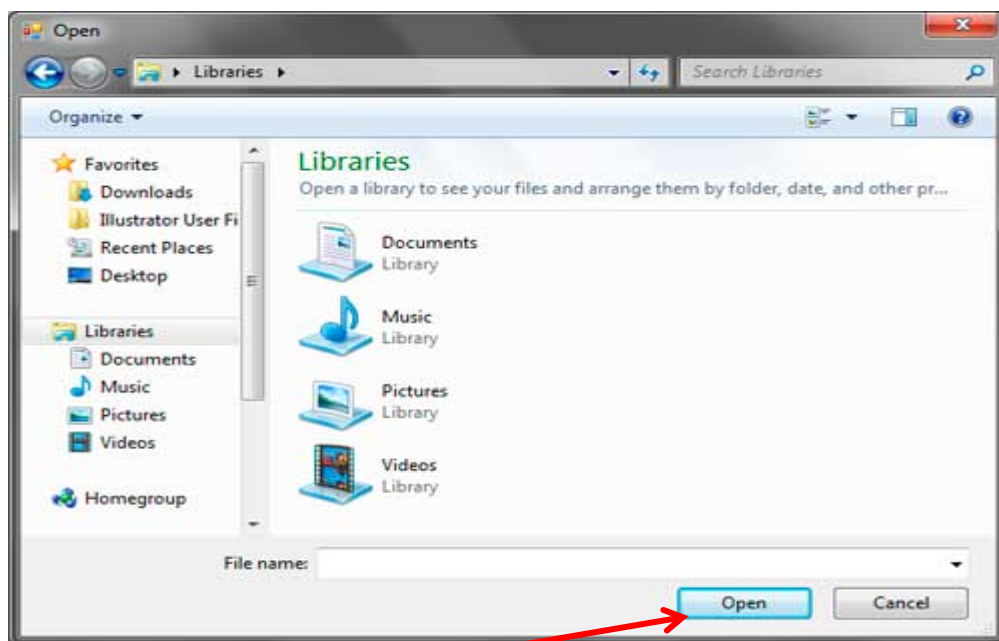 Open
Libraries
Search Libraries
Organize
Favorites
Downloads
Illustrator User Fi
Recent Places
Desktop
Libraries
Documents
Music
Pictures
Videos
Homegroup
Libraries
Open a library to see your files and arrange them by folder, date, and other pr...
Documents
Library
Music
Library
Pictures
Library
Videos
Library
File name:
Open Cancel